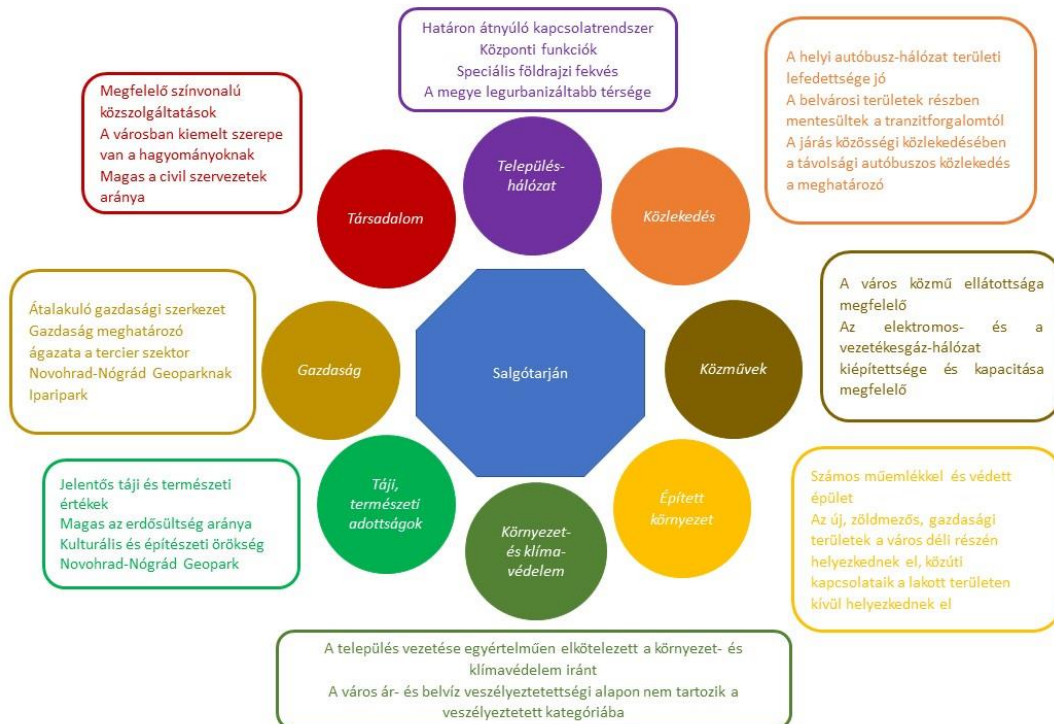 Határon átnyúló kapcsolatrendszer
Központi funkciók
Speciális földrajzi fekvés
A megye legurbanizáltabb térsége
Megfelelő színvonalú
közszolgáltatások
A városban kiemelt szerepe
van a hagyományoknak
Magas a civil szervezetek
aránya
A helyi autóbusz-hálózat területi
lefedettsége jó
A belvárosi területek részben
mentesültek a tranzitforgalomtól
A járás közösségi közlekedésében
a távolsági autóbuszos közlekedés
a meghatározó
Település-
hálózat
Társadalom
Közlekedés
Átalakuló gazdasági szerkezet
Gazdaság meghatározó
ágazata a tercier szektor
Novohrad-Nógrád Geoparknak
Iparipark
Gazdaság
Salgótarján
Közművek
A város közmű ellátottsága
megfelelő
Az elektromos- és a
vezetékesgáz-hálózat
kiépítettsége és kapacitása
megfelelő
Jelentős táji és természeti
értékek
Magas az erdősültség aránya
Kulturális és építészeti örökség
Novohrad-Nógrád Geopark
Táji,
természeti
adottságok
Környezet-
és klíma-
védelem
Épített
környezet
Számos műemlékkel és védett
épület
Az új, zöldmezős, gazdasági
területek a város déli részén
helyezkednek el, közúti
kapcsolataik a lakott területen
kívül helyezkednek el
A település vezetése egyértelműen elkötelezett a környezet- és
klímavédelem iránt
A város ár- és belvíz veszélyeztetettségi alapon nem tartozik a
veszélyeztetett kategóriába